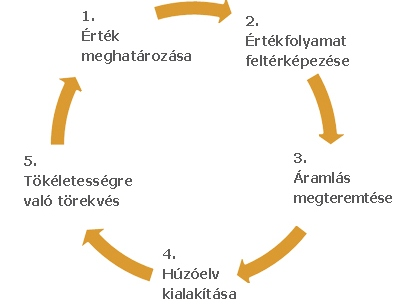 1.
Érték
meghatározása
2.
Értékfolyamat
feltérképezése
3.
Áramlás
megteremtése
4.
Húzóelv
kialakítása
5.
Tökéletességre
való törekvés